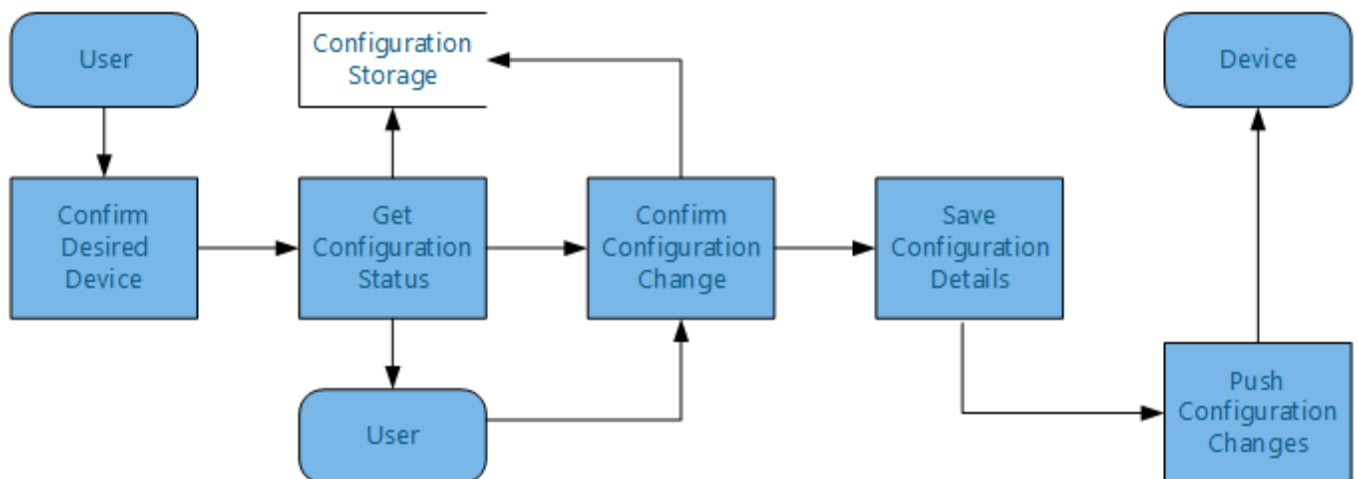 User
Configuration
Storage
Device
Confirm
Desired
Device
Get
Configuration
Status
Confirm
Configuration
Change
Save
Configuration
Details
User
Push
Configuration
Changes